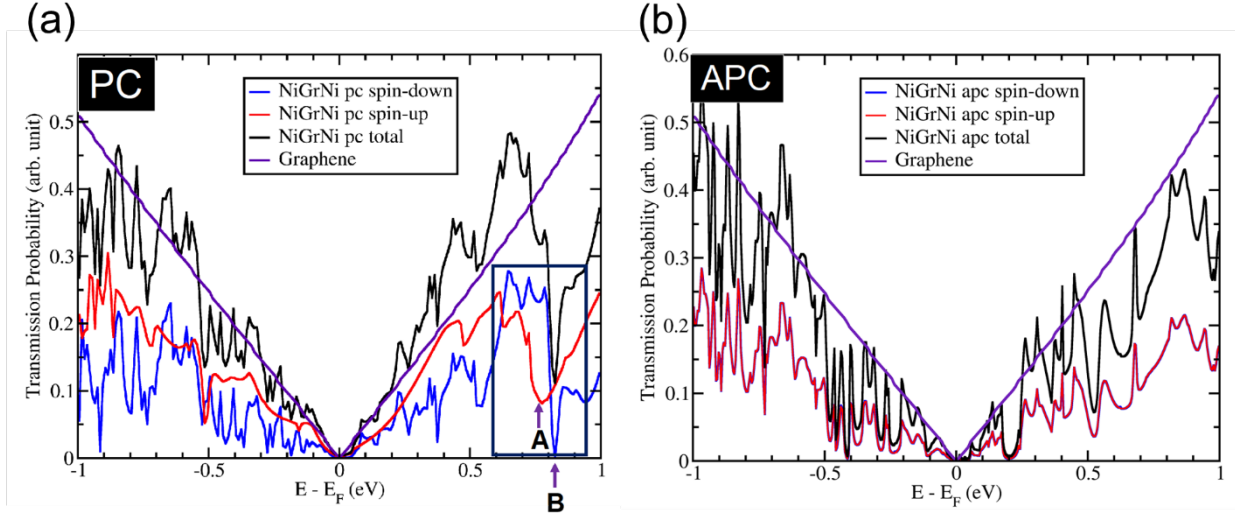 (a)
PC
NiGrNi pc spin-down
NiGrNi pc spin-up
NiGrNi pc total
Graphene
Transmission Probability (arb. unit)
0.5
0.4
0.3
0.2
0.1
0
-1
-0.5
0
0.5
1
E - E_F (eV)
A
B
(b)
APC
NiGrNi apc spin-down
NiGrNi apc spin-up
NiGrNi apc total
Graphene
Transmission Probability (arb. unit)
0.6
0.5
0.4
0.3
0.2
0.1
0
-1
-0.5
0
0.5
1
E - E_F (eV)